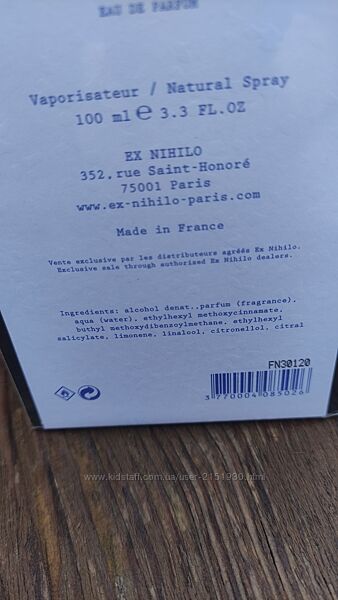 EAU DE PARFUM
Vaporisateur / Natural Spray
100 ml ℮ 3.3 FL.OZ
EX NIHILO
352, rue Saint-Honoré
75001 Paris
www.ex-nihilo-paris.com
Made in France
Vente exclusive par les distributeurs agréés Ex Nihilo.
Exclusive sale through authorized Ex Nihilo dealers.
Ingredients: alcohol denat., parfum (fragrance),
aqua (water), ethylhexyl methoxycinnamate,
buthyl methoxydibenzoylmethane, ethylhexyl
salicylate, limonene, linalool, citronellol, citral
FN30120
3 770004 085026
www.kidstaff.com.ua/user-2151930.html